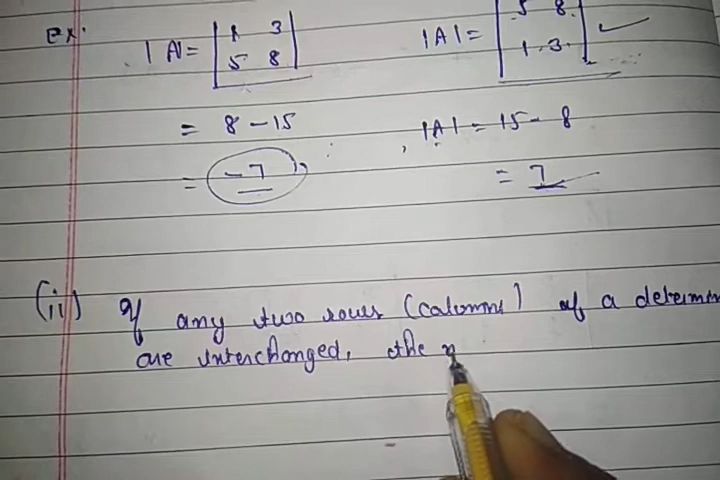 Ex: |A| = | 1 3 | |A| = | 5 8 |
| 5 8 | | 1 3 |
= 8 - 15 , |A| = 15 - 8
= -7 = 7
(ii) If any two rows (columns) of a determin
are interchanged, the